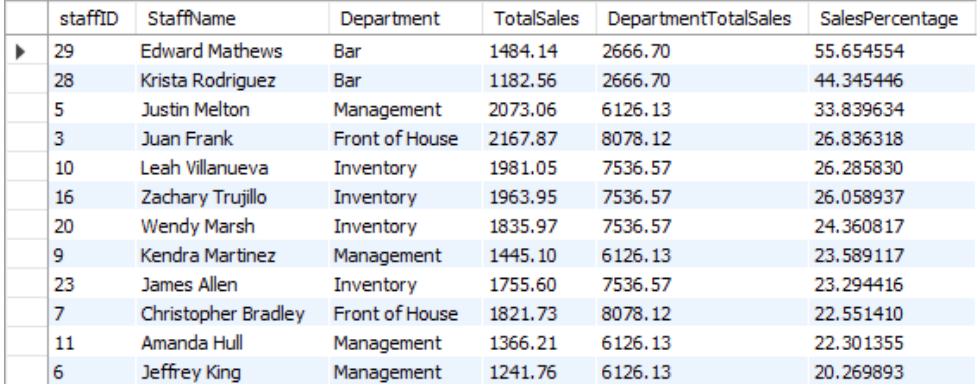 staffID StaffName Department TotalSales DepartmentTotalSales SalesPercentage
29 Edward Mathews Bar 1484.14 2666.70 55.654554
28 Krista Rodriguez Bar 1182.56 2666.70 44.345446
5 Justin Melton Management 2073.06 6126.13 33.839634
3 Juan Frank Front of House 2167.87 8078.12 26.836318
10 Leah Villanueva Inventory 1981.05 7536.57 26.285830
16 Zachary Trujillo Inventory 1963.95 7536.57 26.058937
20 Wendy Marsh Inventory 1835.97 7536.57 24.360817
9 Kendra Martinez Management 1445.10 6126.13 23.589117
23 James Allen Inventory 1755.60 7536.57 23.294416
7 Christopher Bradley Front of House 1821.73 8078.12 22.551410
11 Amanda Hull Management 1366.21 6126.13 22.301355
6 Jeffrey King Management 1241.76 6126.13 20.269893